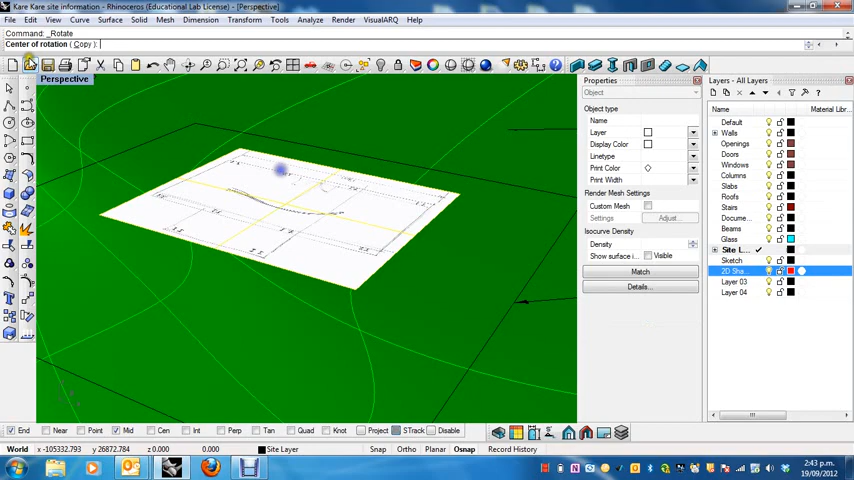 Kare Kare site information - Rhinoceros (Educational Lab License) - [Perspective]
File Edit View Curve Surface Solid Mesh Dimension Transform Tools Analyze Render VisualARQ Help
Command: _Rotate
Center of rotation (Copy):
Perspective
Properties
Object
Object type
Name
Layer
Display Color
Linetype
Print Color
Print Width
Render Mesh Settings
Custom Mesh
Settings Adjust...
Isocurve Density
Density
Show surface i... Visible
Match
Details...
Layers - All Layers
Name Material Libr...
Default
Walls
Openings
Doors
Windows
Columns
Slabs
Roofs
Stairs
Docume...
Beams
Glass
Site L...
Sketch
2D Sha...
Layer 03
Layer 04
End Near Point Mid Cen Int Perp Tan Quad Knot Project STrack Disable
World x -105332.793 y 26872.784 z 0.000 0.000 Site Layer Snap Ortho Planar Osnap Record History
2:43 p.m.
19/09/2012